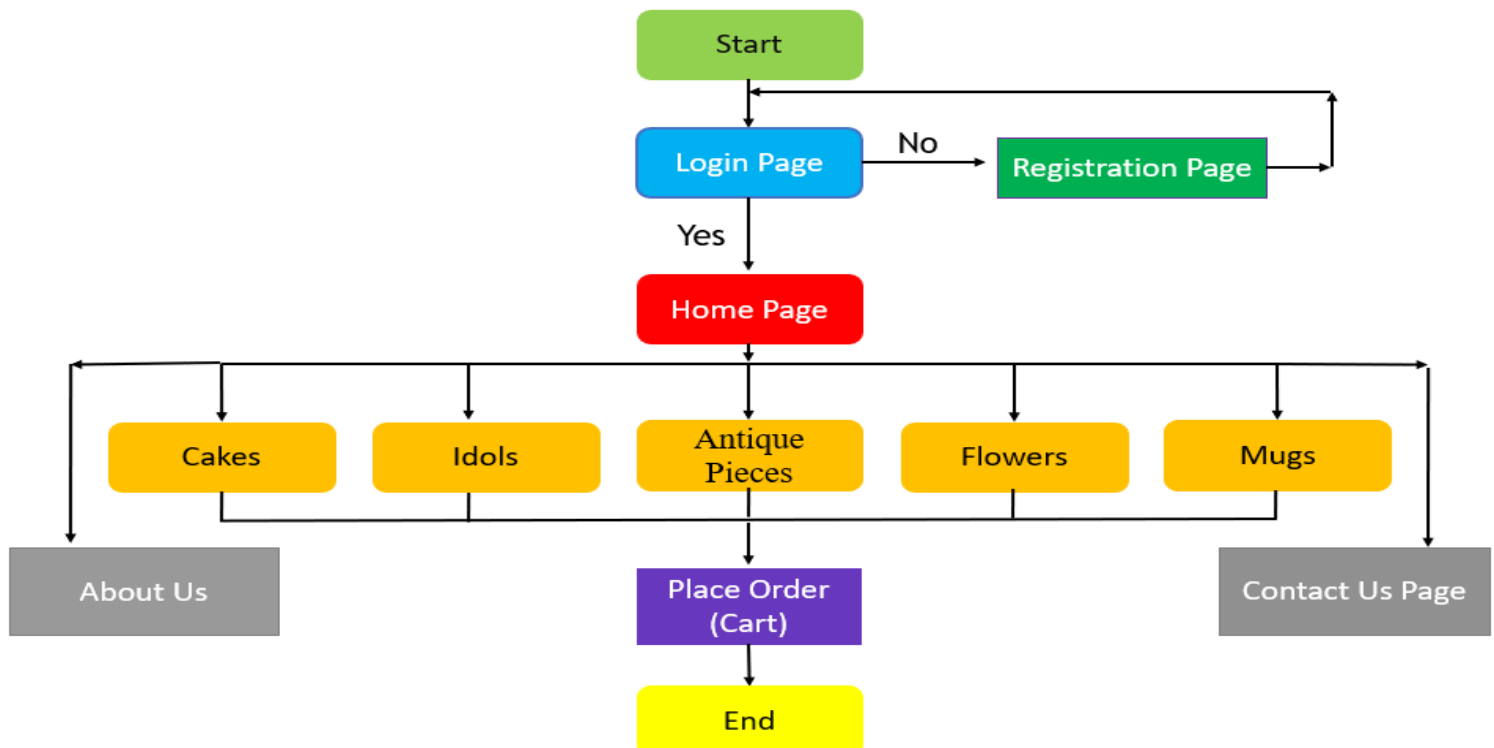 Start
Login Page
No
Registration Page
Yes
Home Page
Cakes
Idols
Antique
Pieces
Flowers
Mugs
About Us
Place Order
(Cart)
Contact Us Page
End